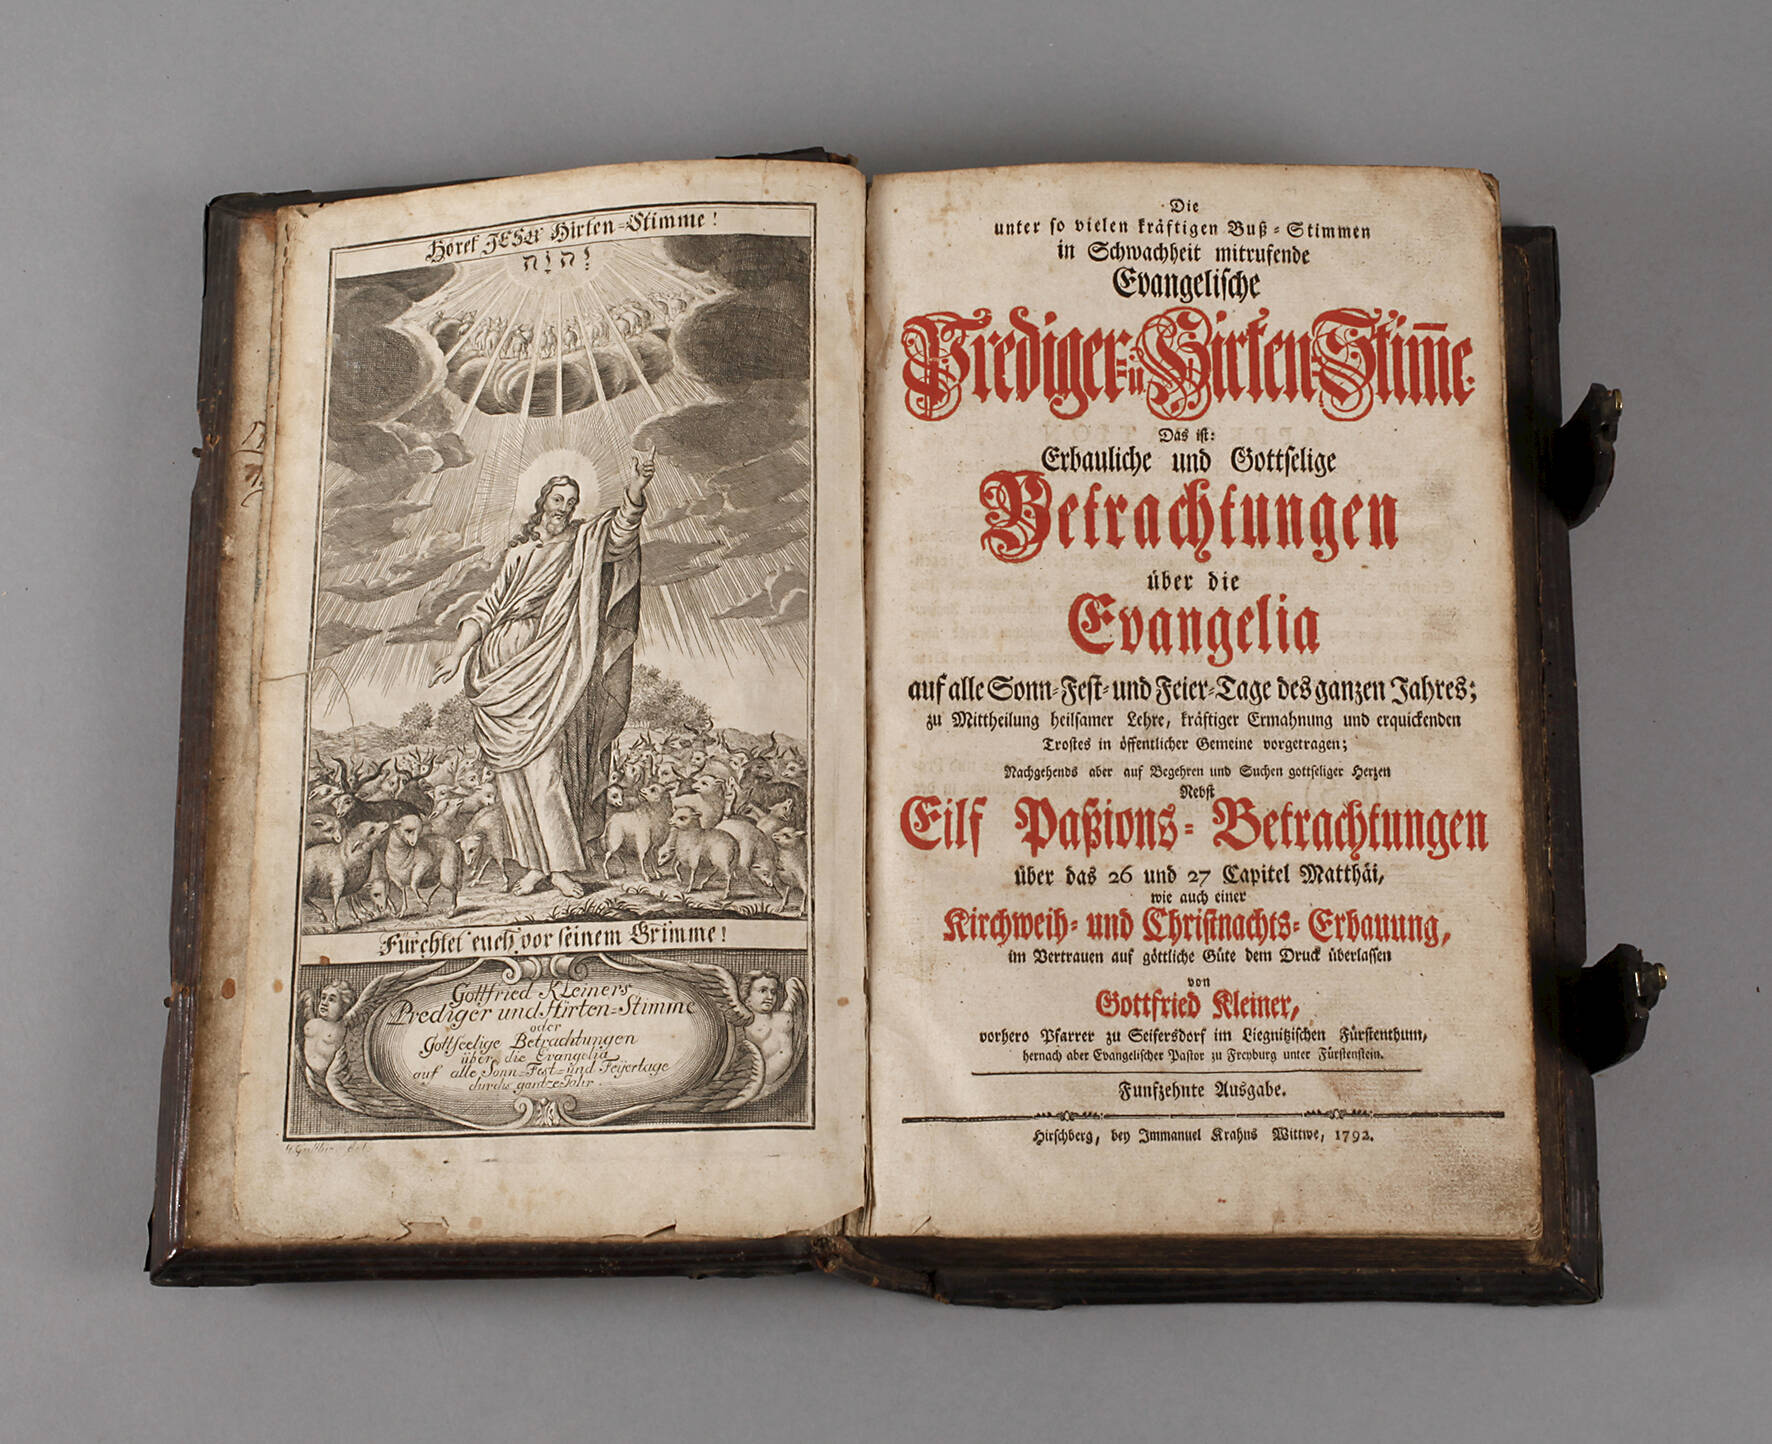 Höret JESU Hirten-Stimme!
יהוה
Fürchtet euch vor seinem Grimme!
Gottfried Kleiners
Prediger und Hirten-Stimme
oder
Gottseelige Betrachtungen
über die Evangelia
auf alle Sonn-Fest-und Feijertage
durchs gantze Jahr.
Die
unter so vielen kräftigen Buß-Stimmen
in Schwachheit mitrufende
Evangelische
Prediger- u Hirten-Stim̅e:
Das ist:
Erbauliche und Gottselige
Betrachtungen
über die
Evangelia
auf alle Sonn-Fest-und Feier-Tage des ganzen Jahres;
zu Mittheilung heilsamer Lehre, kräftiger Ermahnung und erquickenden
Trostes in öffentlicher Gemeine vorgetragen;
Nachgehends aber auf Begehren und Suchen gottseliger Herzen
Nebst
Eilf Paßions-Betrachtungen
über das 26 und 27 Capitel Matthäi,
wie auch einer
Kirchweih- und Christnachts-Erbauung,
im Vertrauen auf göttliche Güte dem Druck überlassen
von
Gottfried Kleiner,
vorhero Pfarrer zu Seifersdorf im Liegnitzischen Fürstenthum,
hernach aber Evangelischer Pastor zu Freyburg unter Fürstenstein.
Funfzehnte Ausgabe.
Hirschberg, bey Immanuel Krahns Wittwe, 1792.